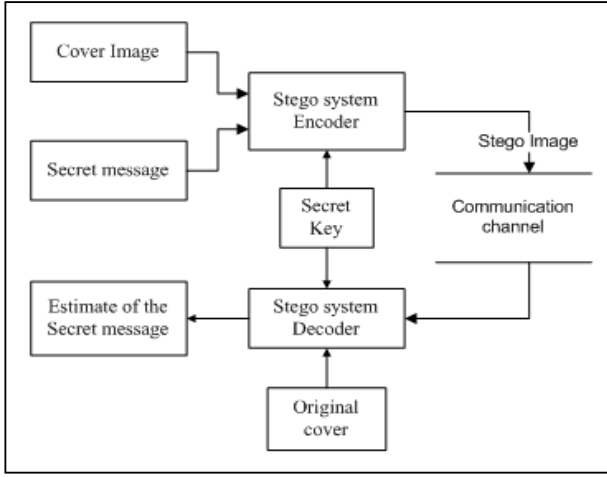 Cover Image
Stego system
Encoder
Stego Image
Secret message
Secret
Key
Communication
channel
Estimate of the
Secret message
Stego system
Decoder
Original
cover